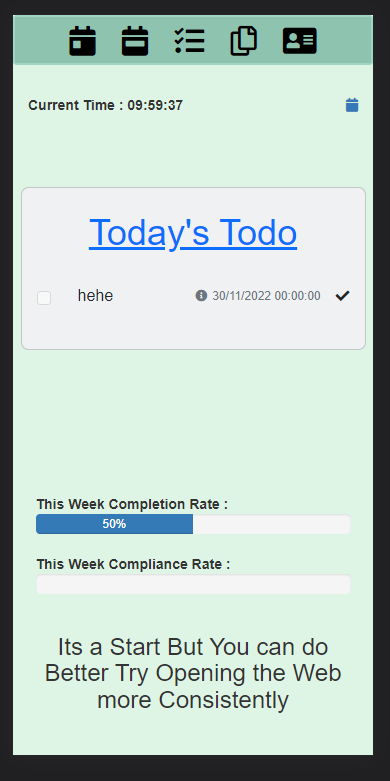 Current Time : 09:59:37
Today's Todo
hehe 30/11/2022 00:00:00
This Week Completion Rate :
50%
This Week Compliance Rate :
Its a Start But You can do
Better Try Opening the Web
more Consistently